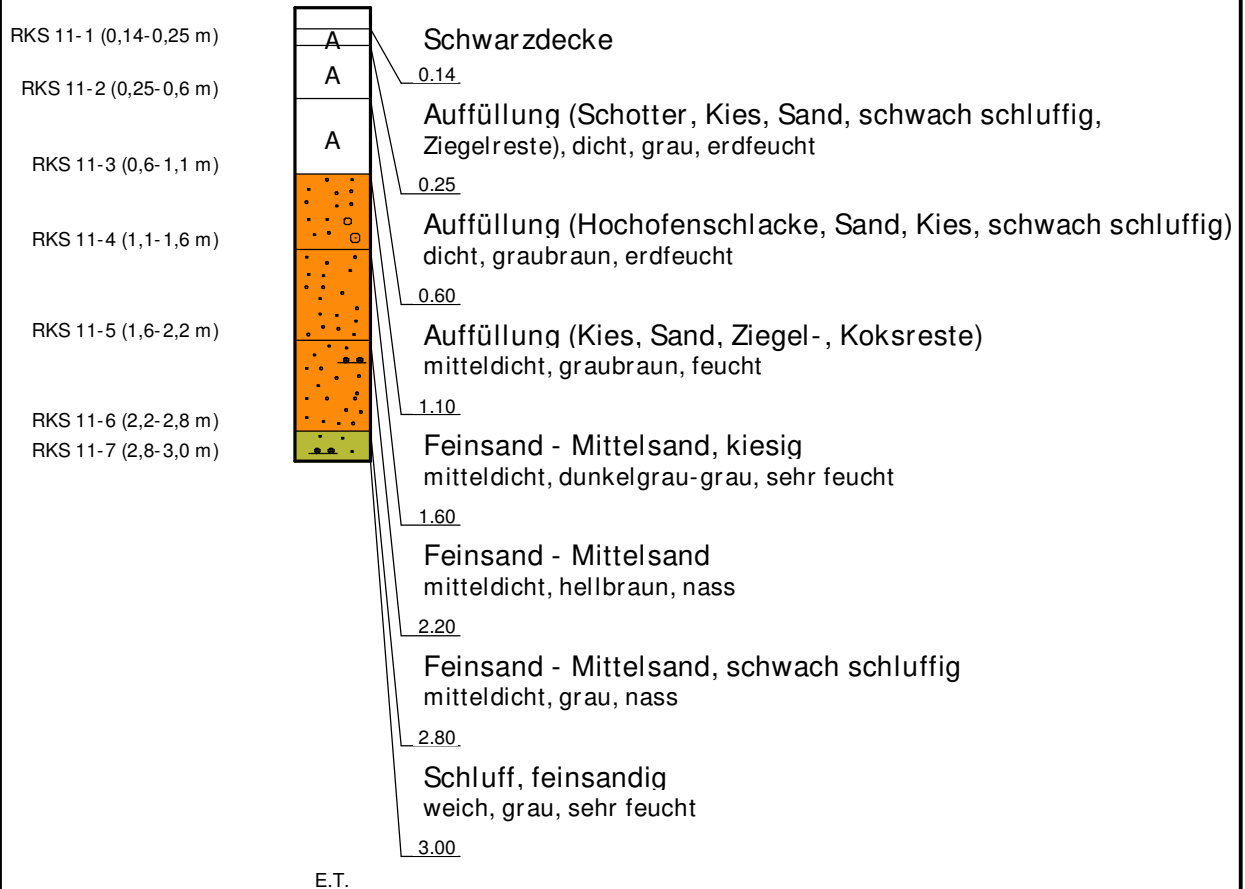 RKS 11-1 (0,14-0,25 m)
A
Schwarzdecke
0.14
RKS 11-2 (0,25-0,6 m)
A
Auffüllung (Schotter, Kies, Sand, schwach schluffig,
Ziegelreste), dicht, grau, erdfeucht
0.25
RKS 11-3 (0,6-1,1 m)
A
Auffüllung (Hochofenschlacke, Sand, Kies, schwach schluffig)
dicht, graubraun, erdfeucht
0.60
RKS 11-4 (1,1-1,6 m)
Auffüllung (Kies, Sand, Ziegel-, Koksreste)
mitteldicht, graubraun, feucht
1.10
RKS 11-5 (1,6-2,2 m)
Feinsand - Mittelsand, kiesig
mitteldicht, dunkelgrau-grau, sehr feucht
1.60
RKS 11-6 (2,2-2,8 m)
Feinsand - Mittelsand
mitteldicht, hellbraun, nass
2.20
RKS 11-7 (2,8-3,0 m)
Feinsand - Mittelsand, schwach schluffig
mitteldicht, grau, nass
2.80
Schluff, feinsandig
weich, grau, sehr feucht
3.00
E.T.